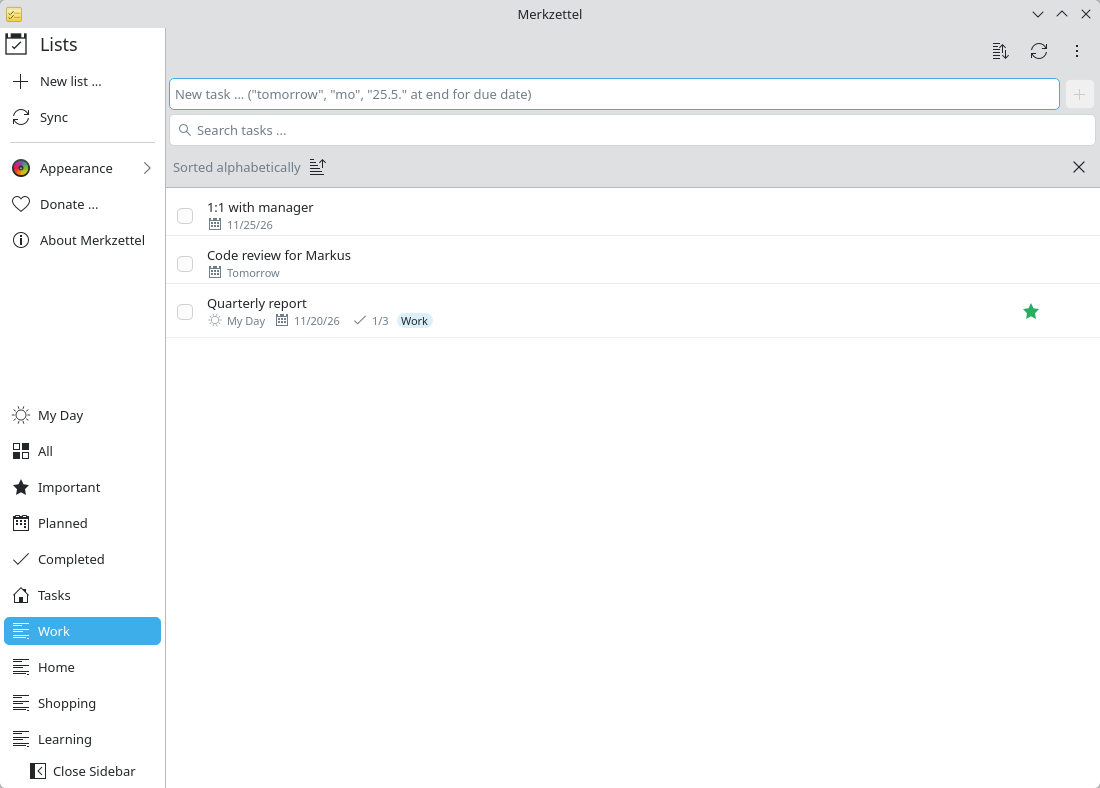 Merkzettel
Lists
New list ...
Sync
Appearance
Donate ...
About Merkzettel
My Day
All
Important
Planned
Completed
Tasks
Work
Home
Shopping
Learning
Close Sidebar
New task ... ("tomorrow", "mo", "25.5." at end for due date)
Search tasks ...
Sorted alphabetically
1:1 with manager
11/25/26
Code review for Markus
Tomorrow
Quarterly report
My Day 11/20/26 1/3 Work